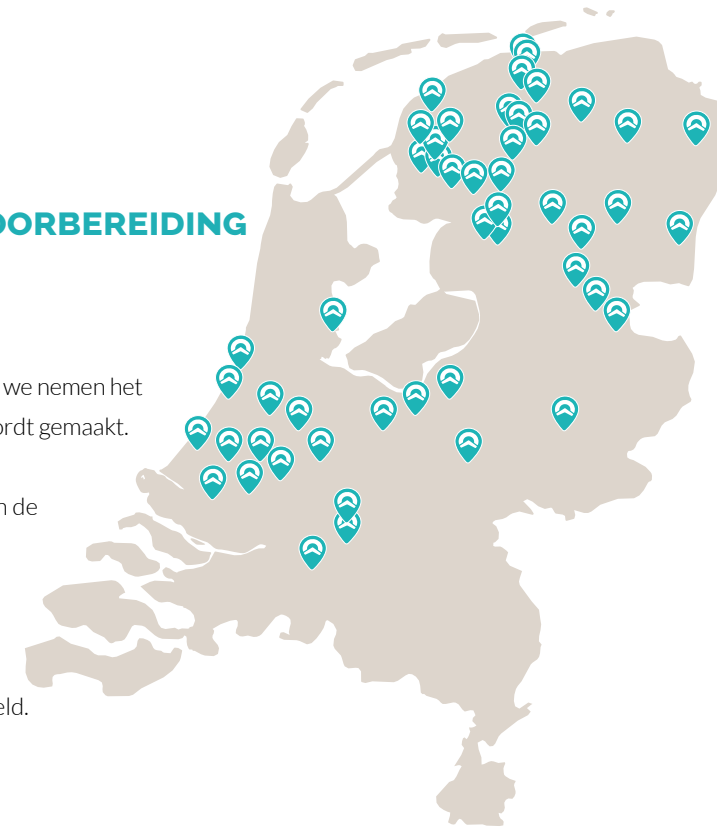 OORBEREIDING
we nemen het
ordt gemaakt.
n de
eld.